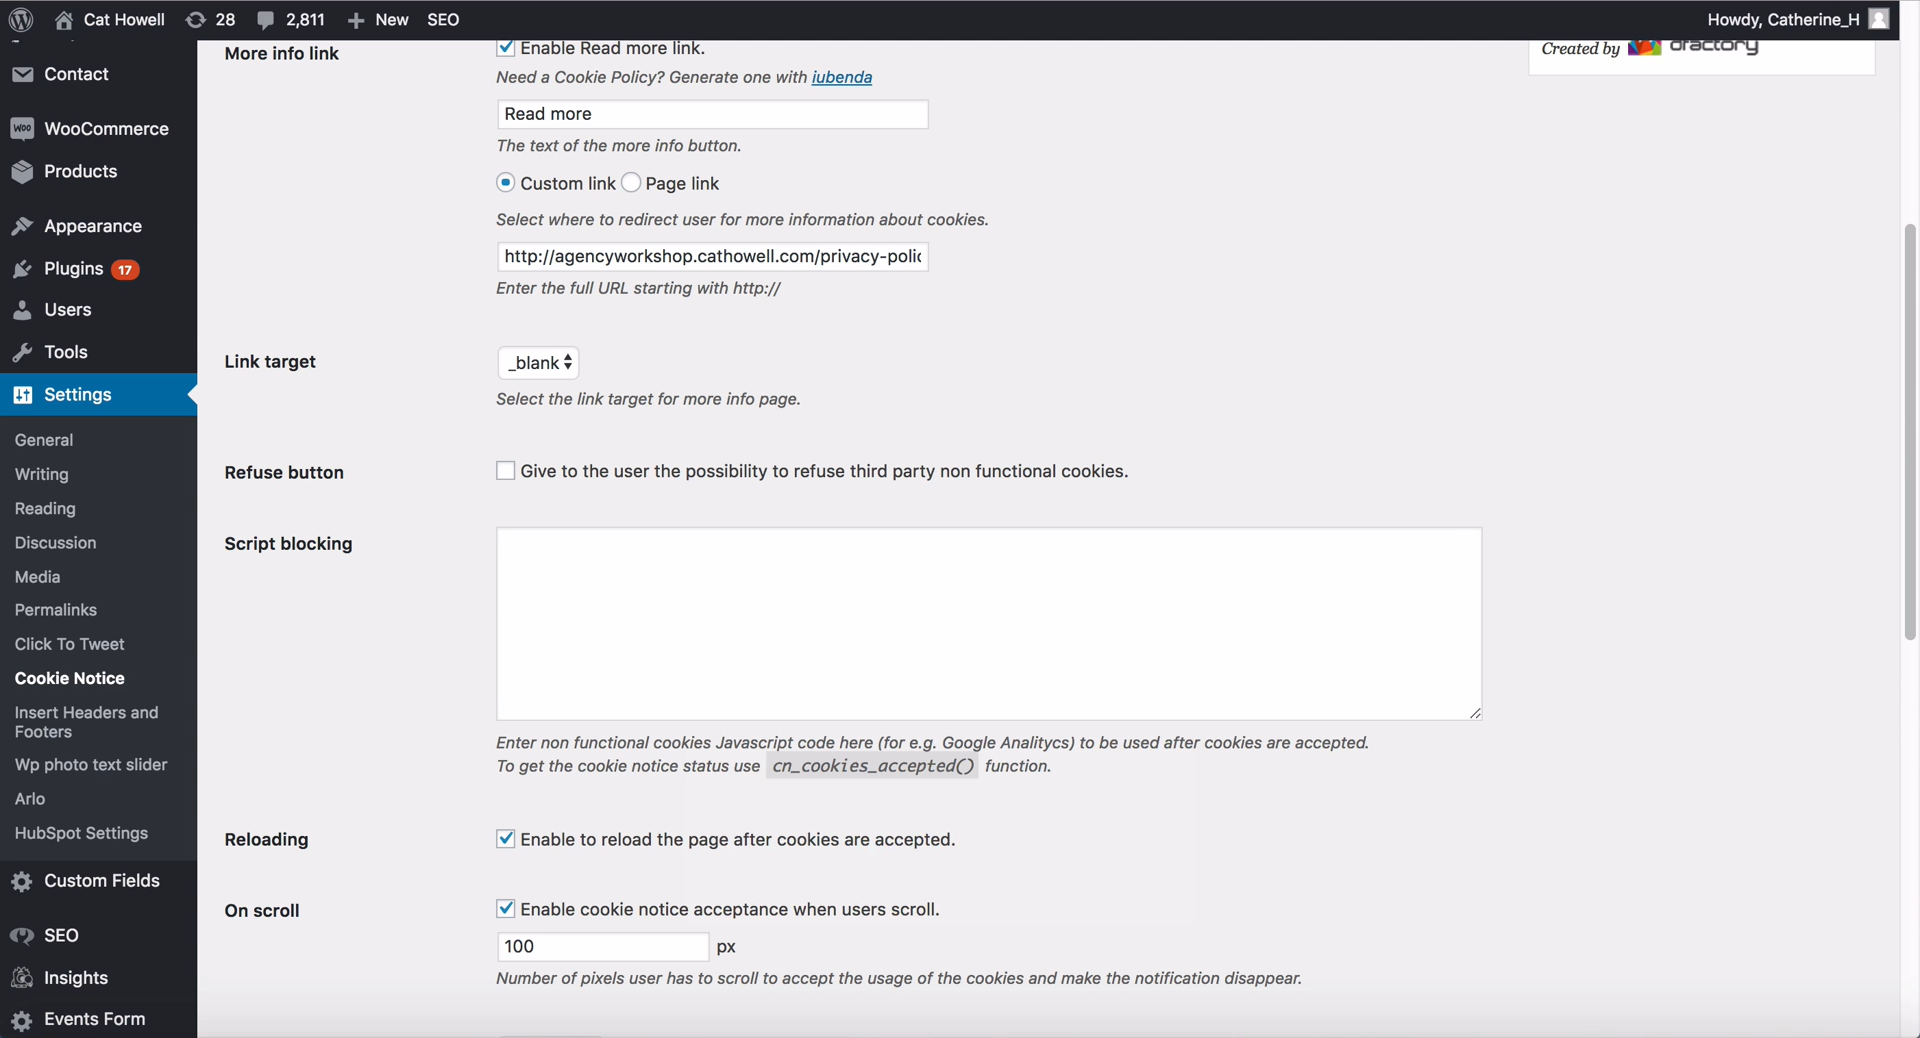 Cat Howell
28
2,811
New
SEO
Howdy, Catherine_H
Contact
WooCommerce
Products
Appearance
Plugins 17
Users
Tools
Settings
General
Writing
Reading
Discussion
Media
Permalinks
Click To Tweet
Cookie Notice
Insert Headers and
Footers
Wp photo text slider
Arlo
HubSpot Settings
Custom Fields
SEO
Insights
Events Form
More info link
Enable Read more link.
Need a Cookie Policy? Generate one with iubenda
Read more
The text of the more info button.
Custom link Page link
Select where to redirect user for more information about cookies.
http://agencyworkshop.cathowell.com/privacy-polic
Enter the full URL starting with http://
Link target
_blank
Select the link target for more info page.
Refuse button
Give to the user the possibility to refuse third party non functional cookies.
Script blocking
Enter non functional cookies Javascript code here (for e.g. Google Analitycs) to be used after cookies are accepted.
To get the cookie notice status use cn_cookies_accepted() function.
Reloading
Enable to reload the page after cookies are accepted.
On scroll
Enable cookie notice acceptance when users scroll.
100 px
Number of pixels user has to scroll to accept the usage of the cookies and make the notification disappear.
Created by dfactory